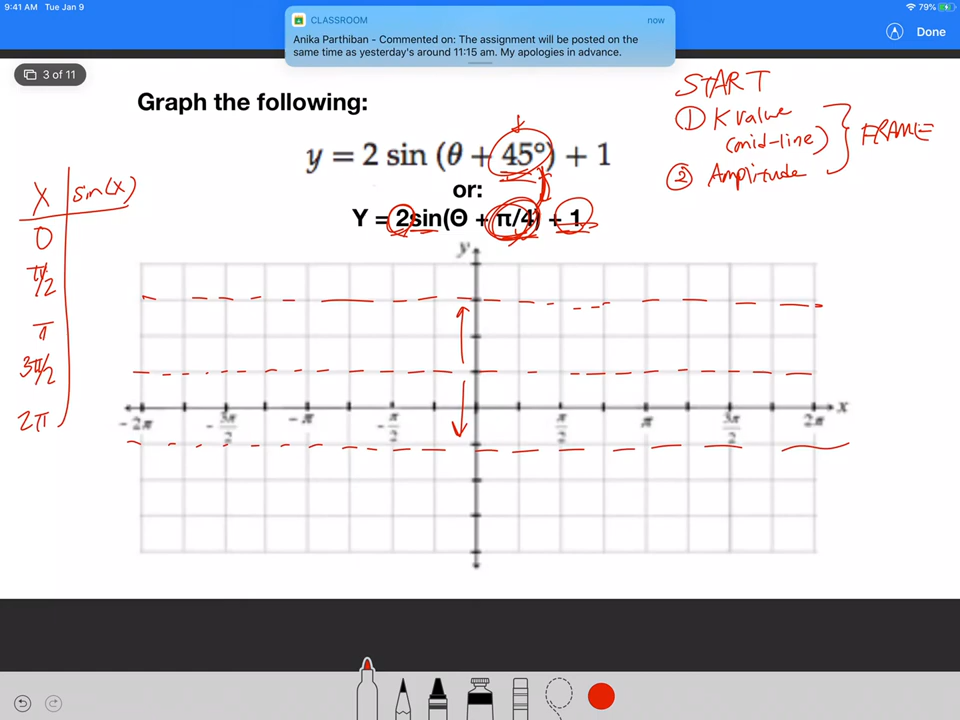 9:41 AM Tue Jan 9
79%
CLASSROOM
now
Anika Parthiban - Commented on: The assignment will be posted on the
same time as yesterday's around 11:15 am. My apologies in advance.
Done
3 of 11
Graph the following:
y = 2 sin (θ + 45°) + 1
or:
Y = 2sin(Θ + π/4) + 1
START
① K value
(mid-line)
② Amplitude
FRAME
X sin(x)
0
π/2
π
3π/2
2π
y
-2π -3π/2 -π -π/2 π/2 π 3π/2 2π x